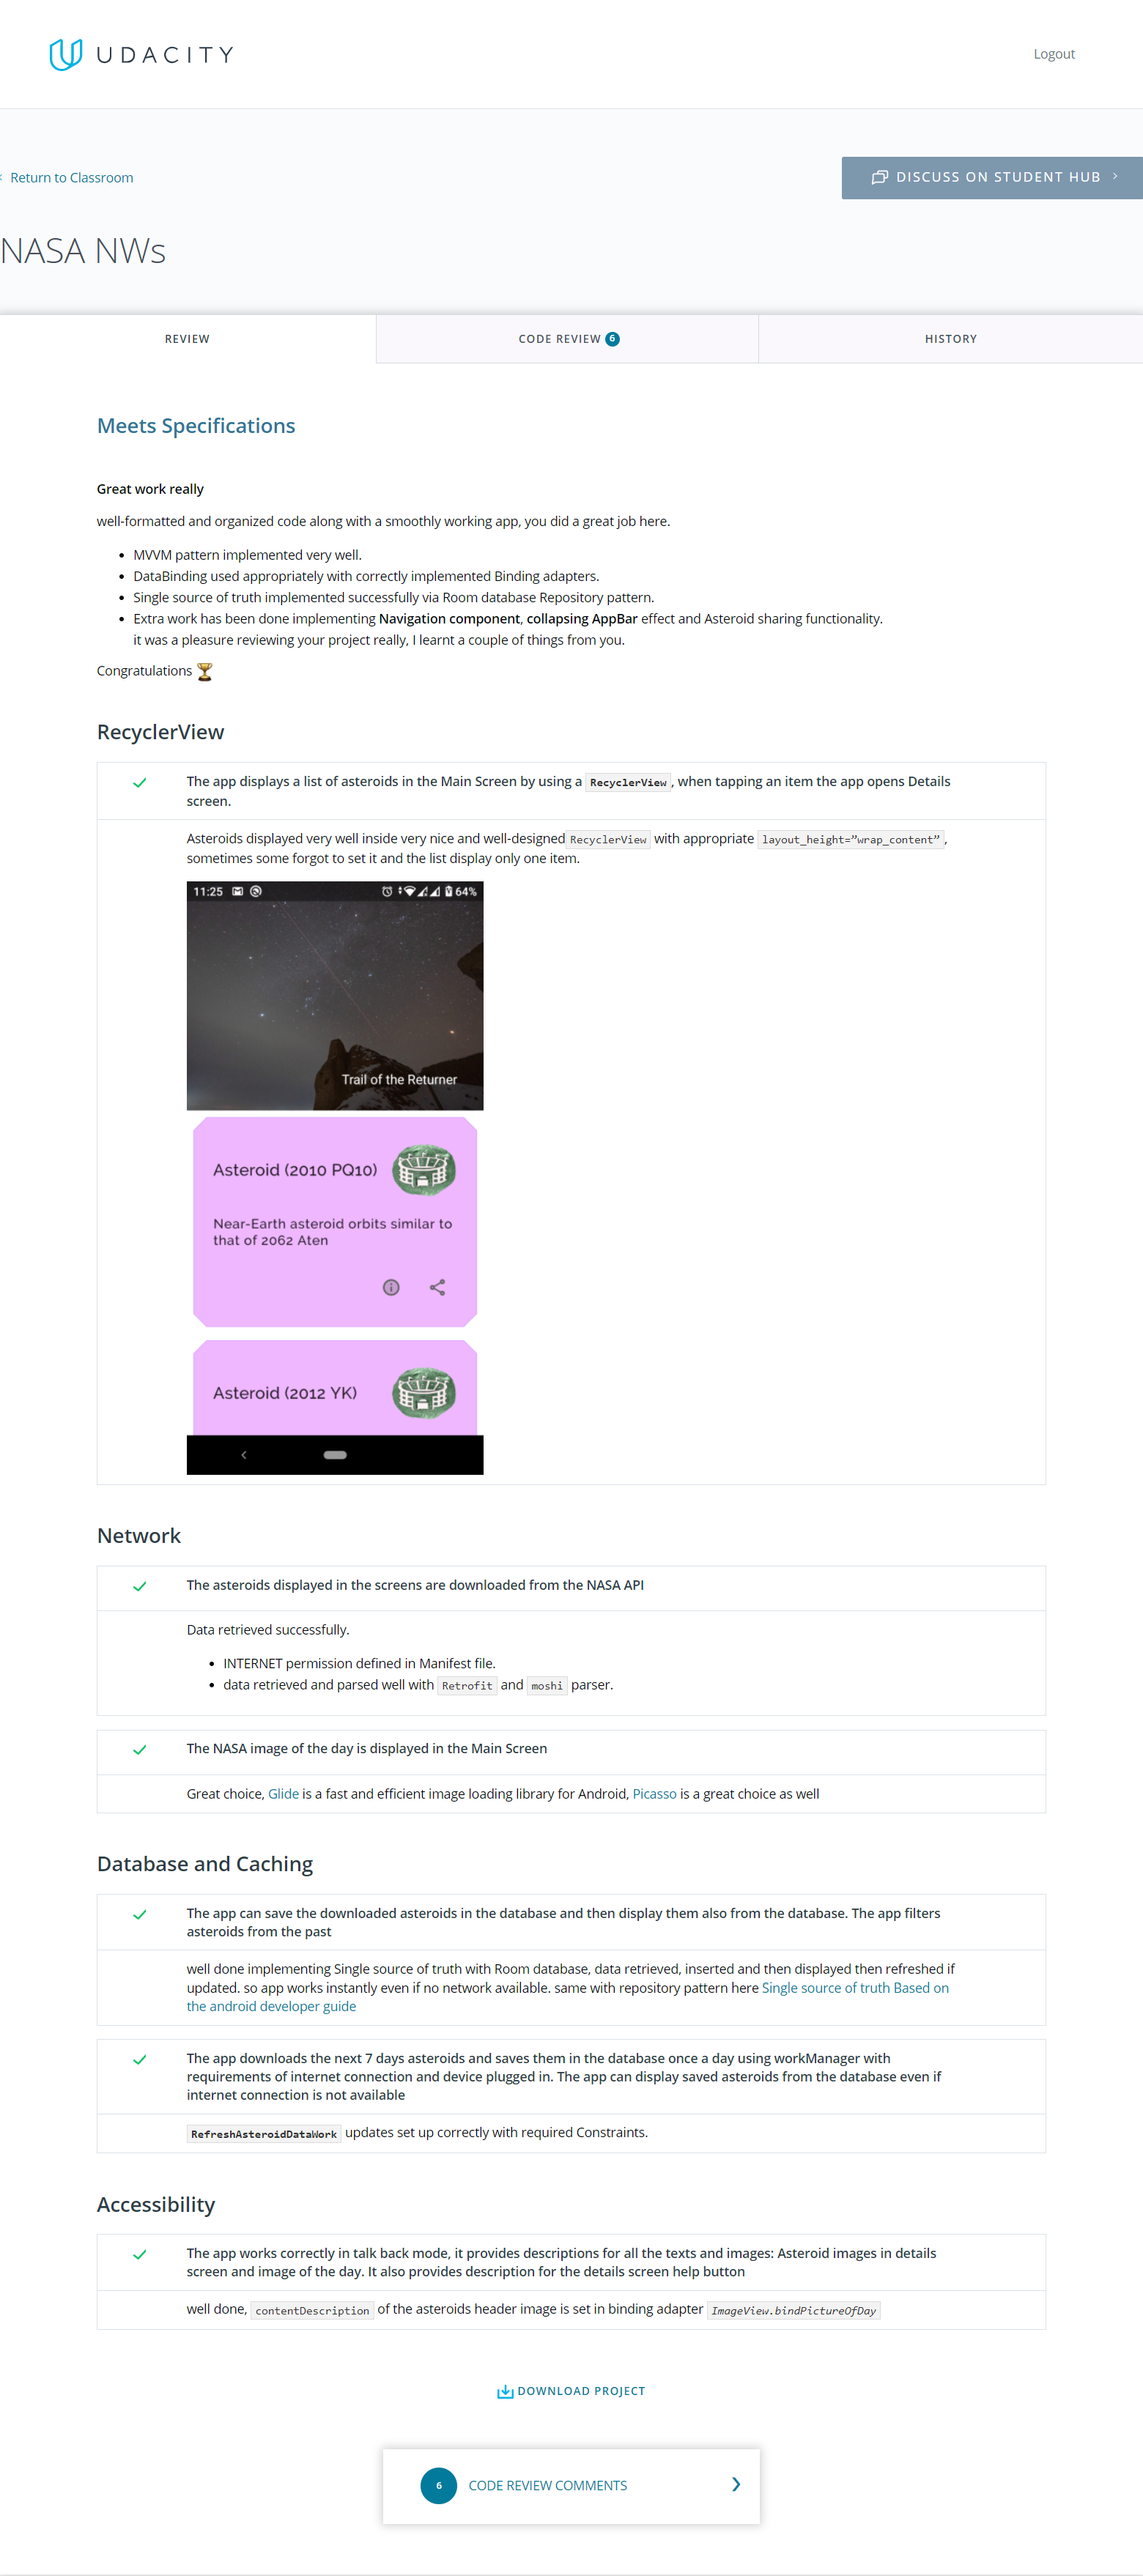 UDACITY
Logout
Return to Classroom
DISCUSS ON STUDENT HUB
NASA NWs
REVIEW
CODE REVIEW 6
HISTORY
Meets Specifications
Great work really
well-formatted and organized code along with a smoothly working app, you did a great job here.
• MVVM pattern implemented very well.
• DataBinding used appropriately with correctly implemented Binding adapters.
• Single source of truth implemented successfully via Room database Repository pattern.
• Extra work has been done implementing Navigation component, collapsing AppBar effect and Asteroid sharing functionality.
it was a pleasure reviewing your project really, I learnt a couple of things from you.
Congratulations 🏆
RecyclerView
The app displays a list of asteroids in the Main Screen by using a RecyclerView, when tapping an item the app opens Details
screen.
Asteroids displayed very well inside very nice and well-designed RecyclerView with appropriate layout_height=”wrap_content”,
sometimes some forgot to set it and the list display only one item.
11:25
64%
Trail of the Returner
Asteroid (2010 PQ10)
Near-Earth asteroid orbits similar to
that of 2062 Aten
Asteroid (2012 YK)
Network
The asteroids displayed in the screens are downloaded from the NASA API
Data retrieved successfully.
• INTERNET permission defined in Manifest file.
• data retrieved and parsed well with Retrofit and moshi parser.
The NASA image of the day is displayed in the Main Screen
Great choice, Glide is a fast and efficient image loading library for Android, Picasso is a great choice as well
Database and Caching
The app can save the downloaded asteroids in the database and then display them also from the database. The app filters
asteroids from the past
well done implementing Single source of truth with Room database, data retrieved, inserted and then displayed then refreshed if
updated. so app works instantly even if no network available. same with repository pattern here Single source of truth Based on
the android developer guide
The app downloads the next 7 days asteroids and saves them in the database once a day using workManager with
requirements of internet connection and device plugged in. The app can display saved asteroids from the database even if
internet connection is not available
RefreshAsteroidDataWork updates set up correctly with required Constraints.
Accessibility
The app works correctly in talk back mode, it provides descriptions for all the texts and images: Asteroid images in details
screen and image of the day. It also provides description for the details screen help button
well done, contentDescription of the asteroids header image is set in binding adapter ImageView.bindPictureOfDay
DOWNLOAD PROJECT
6 CODE REVIEW COMMENTS